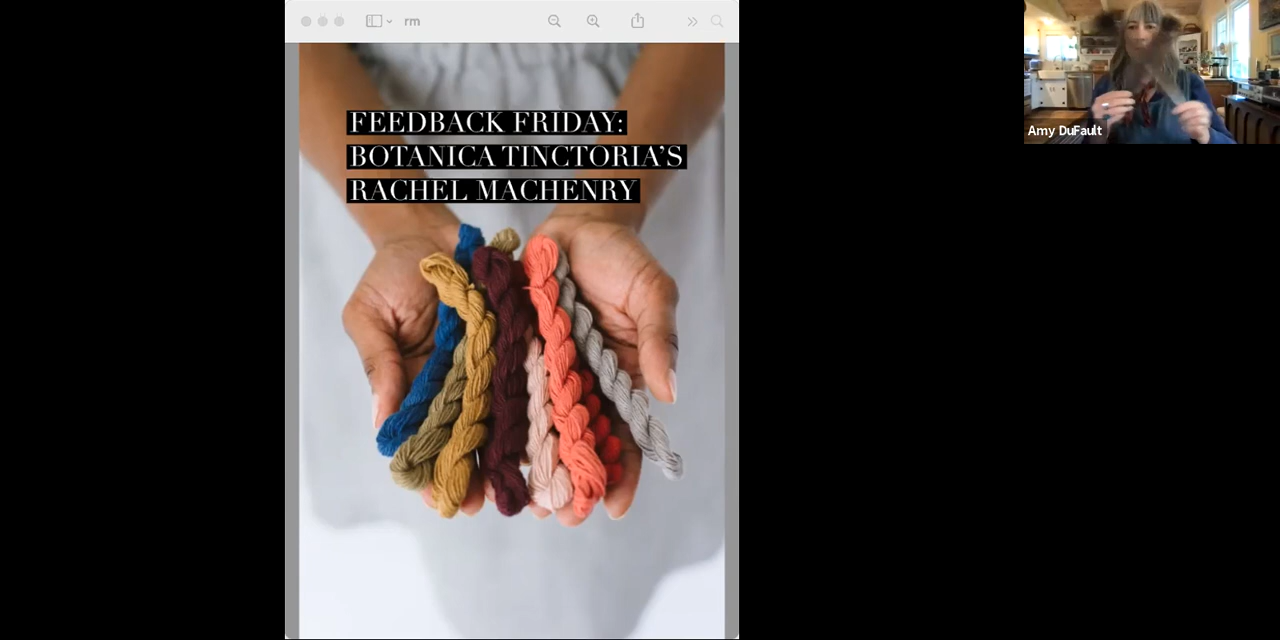 rm
FEEDBACK FRIDAY:
BOTANICA TINCTORIA'S
RACHEL MACHENRY
Amy DuFault